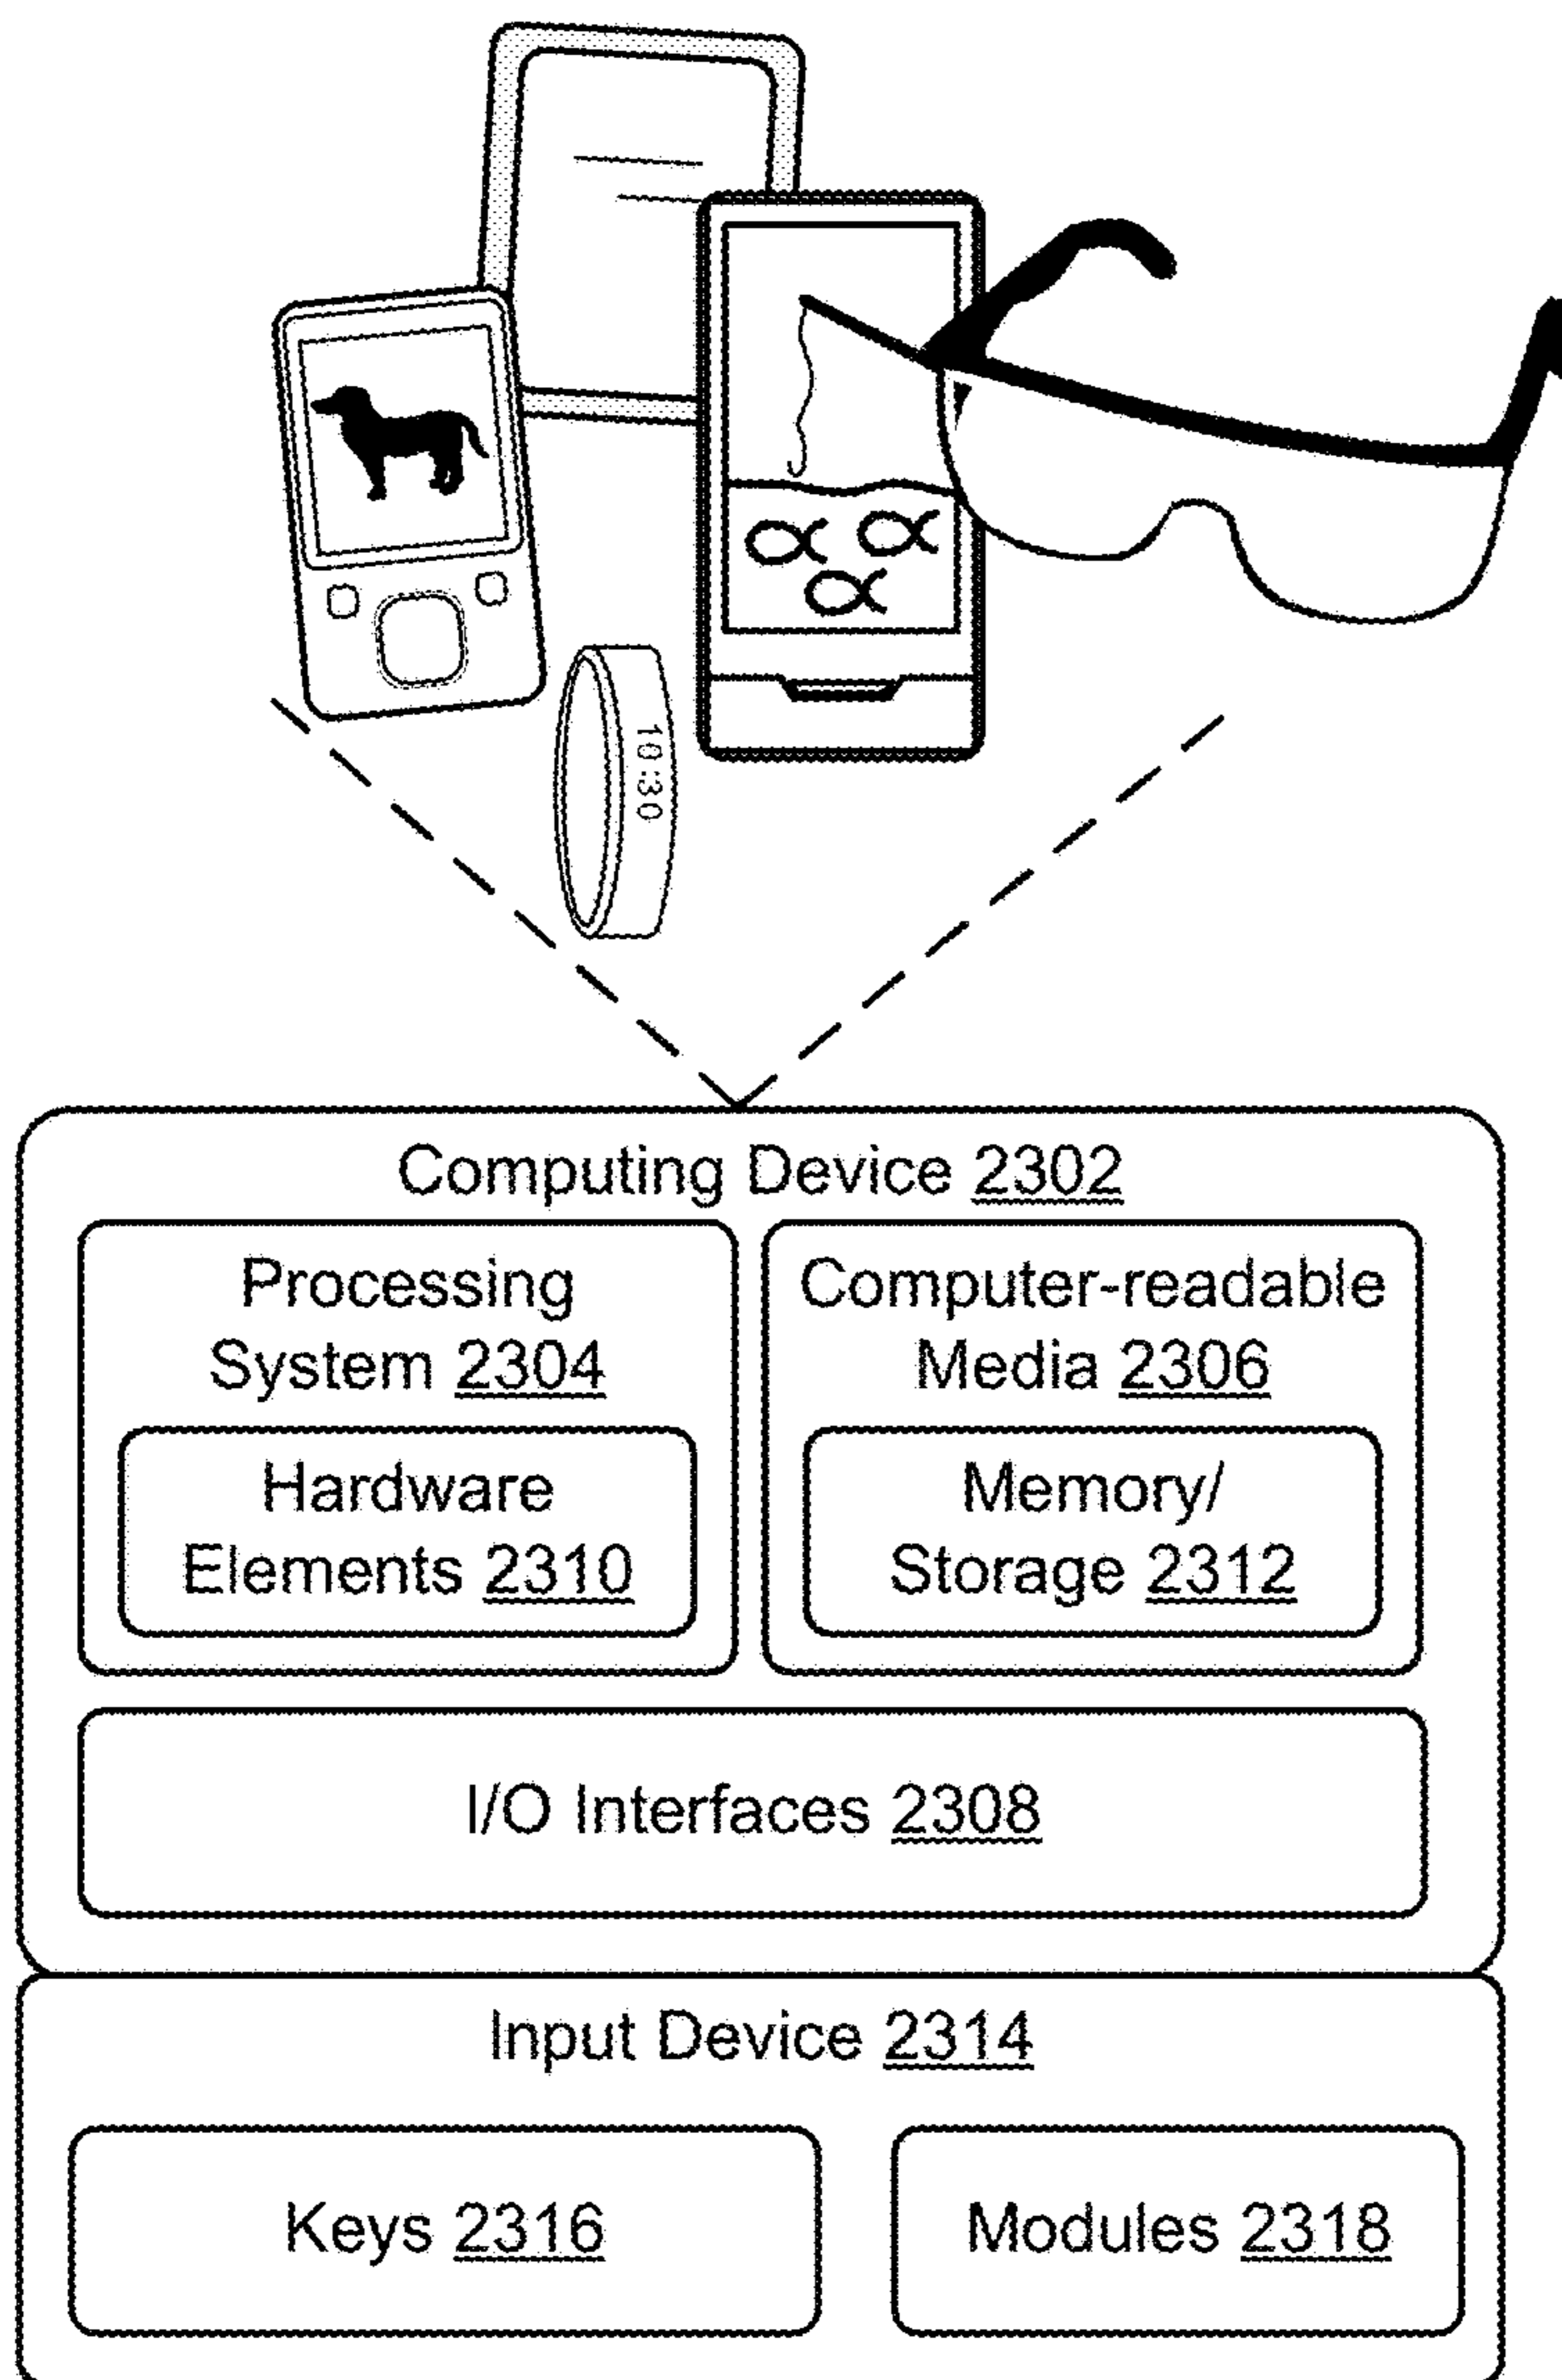 10:30
Computing Device 2302
Processing
System 2304
Computer-readable
Media 2306
Hardware
Elements 2310
Memory/
Storage 2312
I/O Interfaces 2308
Input Device 2314
Keys 2316
Modules 2318